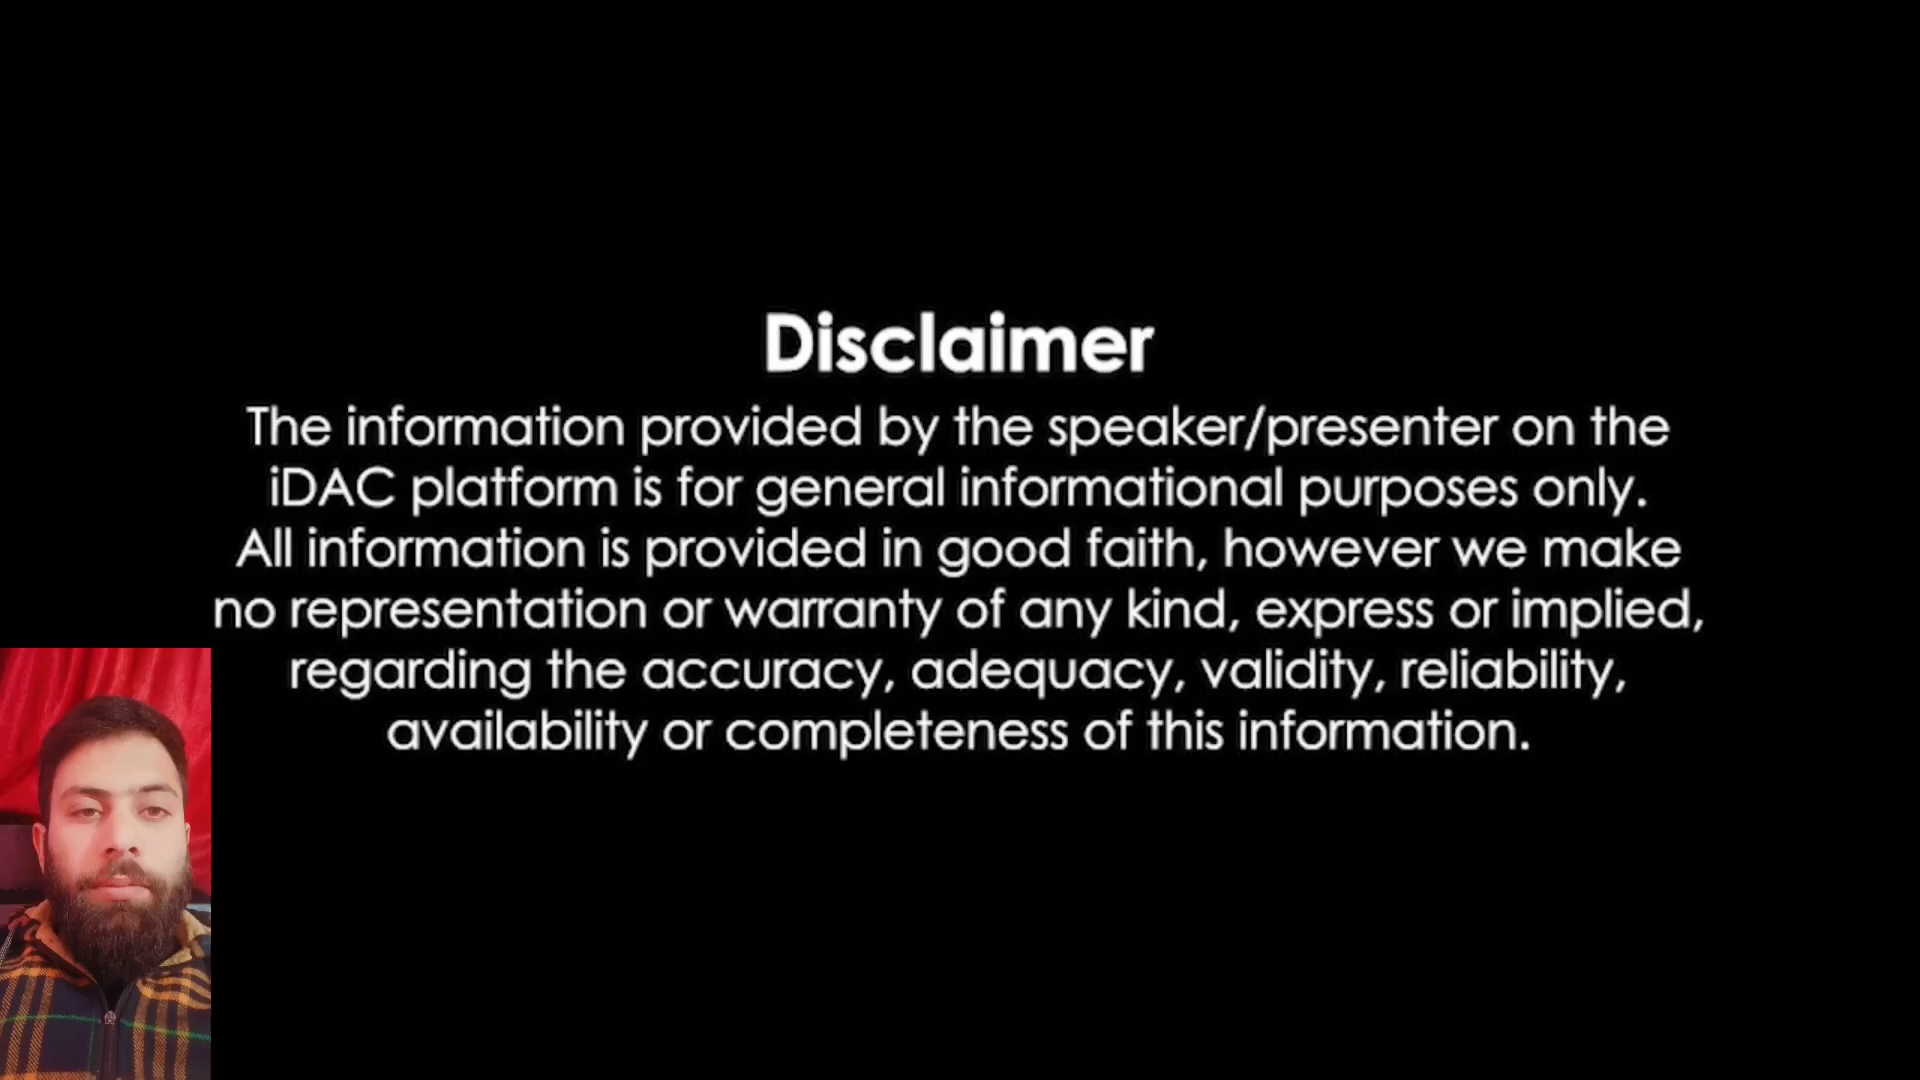 Disclaimer
The information provided by the speaker/presenter on the
iDAC platform is for general informational purposes only.
All information is provided in good faith, however we make
no representation or warranty of any kind, express or implied,
regarding the accuracy, adequacy, validity, reliability,
availability or completeness of this information.